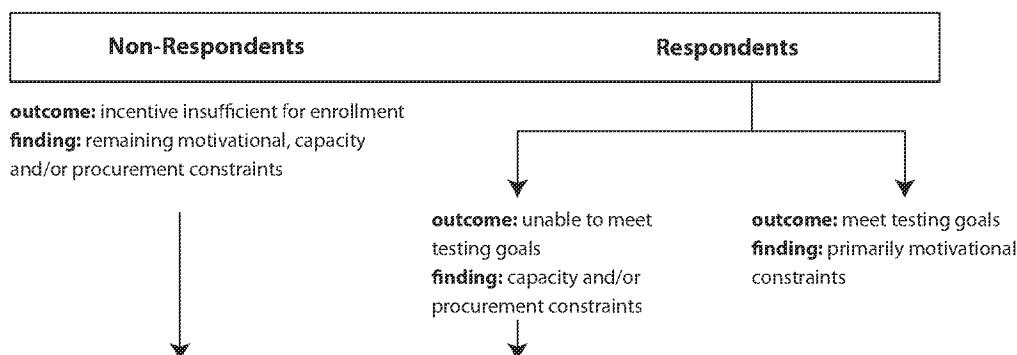 Non-Respondents
Respondents
outcome: incentive insufficient for enrollment
finding: remaining motivational, capacity
and/or procurement constraints
outcome: unable to meet
testing goals
finding: capacity and/or
procurement constraints
outcome: meet testing goals
finding: primarily motivational
constraints